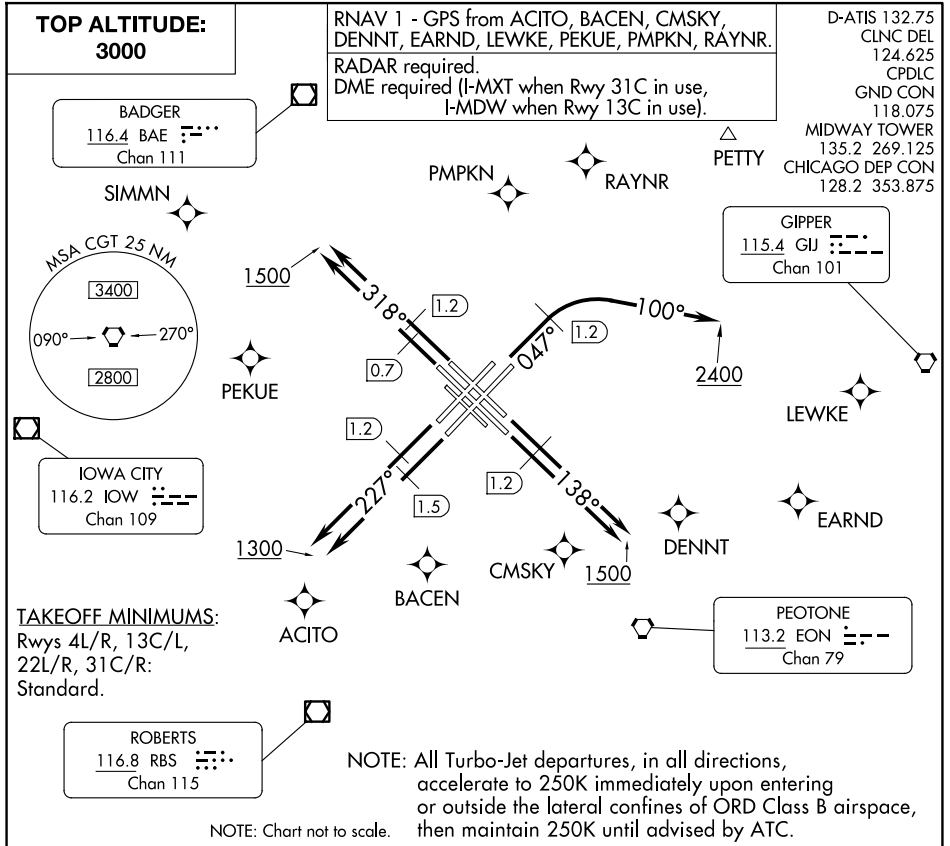 TOP ALTITUDE:
3000
RNAV 1 - GPS from ACITO, BACEN, CMSKY,
DENNT, EARND, LEWKE, PEKUE, PMPKN, RAYNR.
RADAR required.
DME required (I-MXT when Rwy 31C in use,
I-MDW when Rwy 13C in use).
D-ATIS 132.75
CLNC DEL
124.625
CPDLC
GND CON
118.075
MIDWAY TOWER
135.2 269.125
CHICAGO DEP CON
128.2 353.875
BADGER
116.4 BAE
Chan 111
SIMMN
PMPKN
RAYNR
PETTY
GIPPER
115.4 GIJ
Chan 101
MSA CGT 25 NM
3400
090°
270°
2800
1500
318°
1.2
0.7
047°
1.2
100°
2400
PEKUE
LEWKE
IOWA CITY
116.2 IOW
Chan 109
1.2
227°
1.5
1300
1.2
138°
1500
DENNT
EARND
CMSKY
BACEN
ACITO
TAKEOFF MINIMUMS:
Rwys 4L/R, 13C/L,
22L/R, 31C/R:
Standard.
PEOTONE
113.2 EON
Chan 79
ROBERTS
116.8 RBS
Chan 115
NOTE: All Turbo-Jet departures, in all directions,
accelerate to 250K immediately upon entering
or outside the lateral confines of ORD Class B airspace,
then maintain 250K until advised by ATC.
NOTE: Chart not to scale.